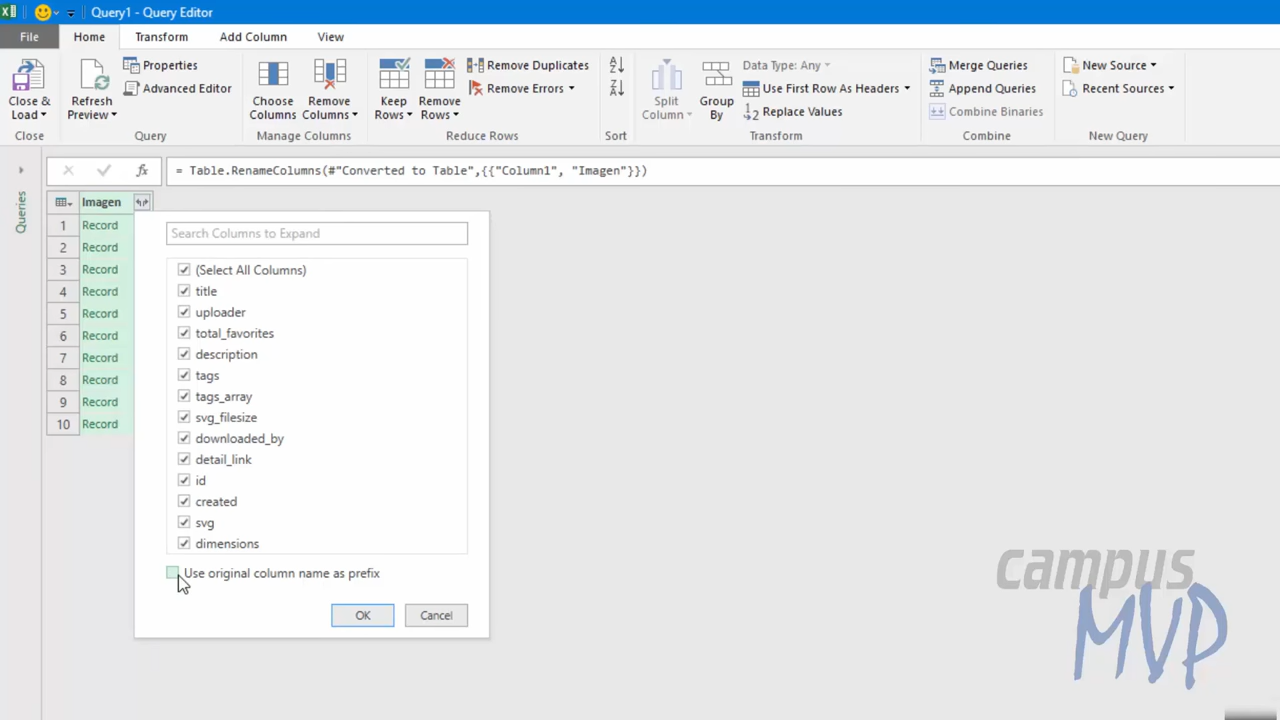 Query1 - Query Editor
File Home Transform Add Column View
Close & Load
Refresh Preview
Properties
Advanced Editor
Choose Columns
Remove Columns
Keep Rows
Remove Rows
Remove Duplicates
Remove Errors
Split Column
Group By
Data Type: Any
Use First Row As Headers
Replace Values
Merge Queries
Append Queries
Combine Binaries
New Source
Recent Sources
Close Query Manage Columns Reduce Rows Sort Transform Combine New Query
fx = Table.RenameColumns(#"Converted to Table",{{"Column1", "Imagen"}})
Queries
Imagen
1 Record
2 Record
3 Record
4 Record
5 Record
6 Record
7 Record
8 Record
9 Record
10 Record
Search Columns to Expand
(Select All Columns)
title
uploader
total_favorites
description
tags
tags_array
svg_filesize
downloaded_by
detail_link
id
created
svg
dimensions
Use original column name as prefix
OK Cancel
campus
MVP